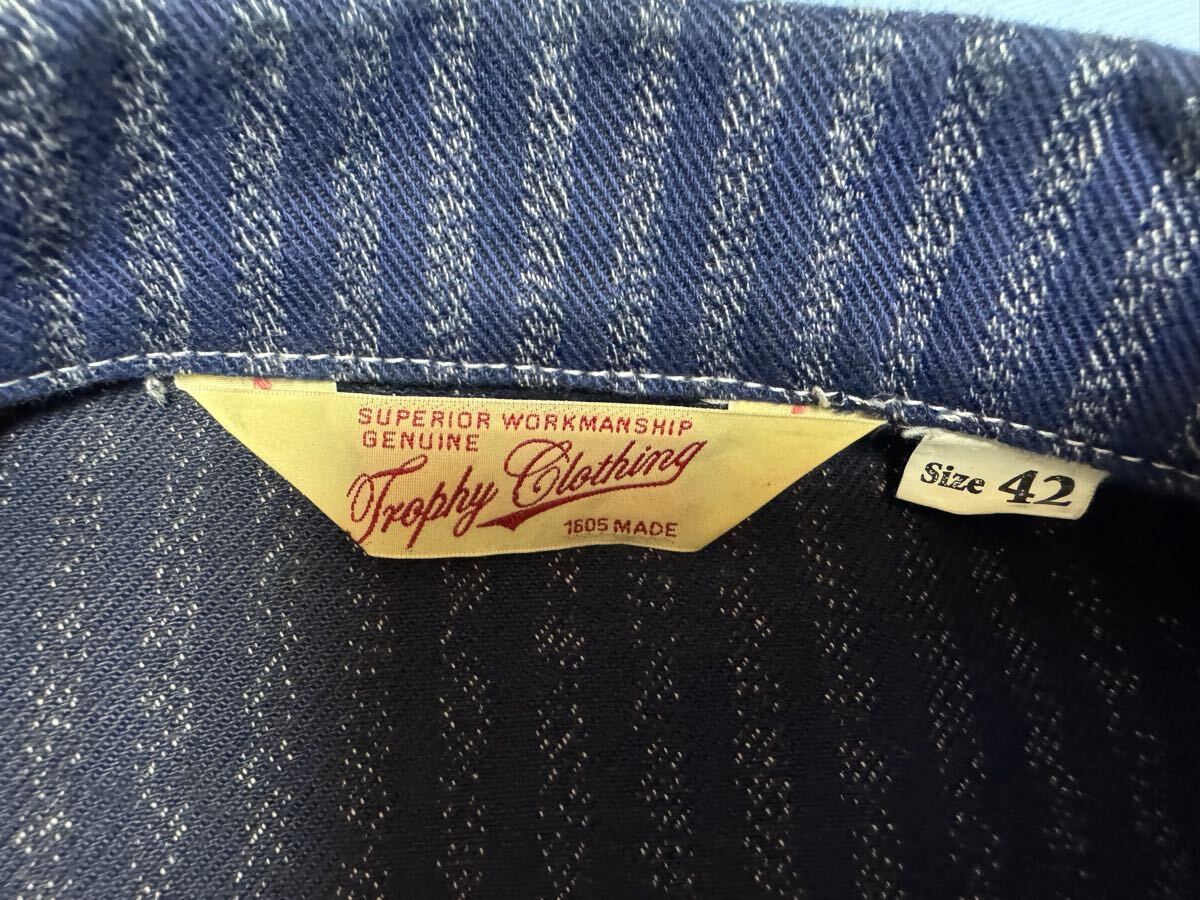 SUPERIOR WORKMANSHIP
GENUINE
Trophy Clothing
1605 MADE
Size 42